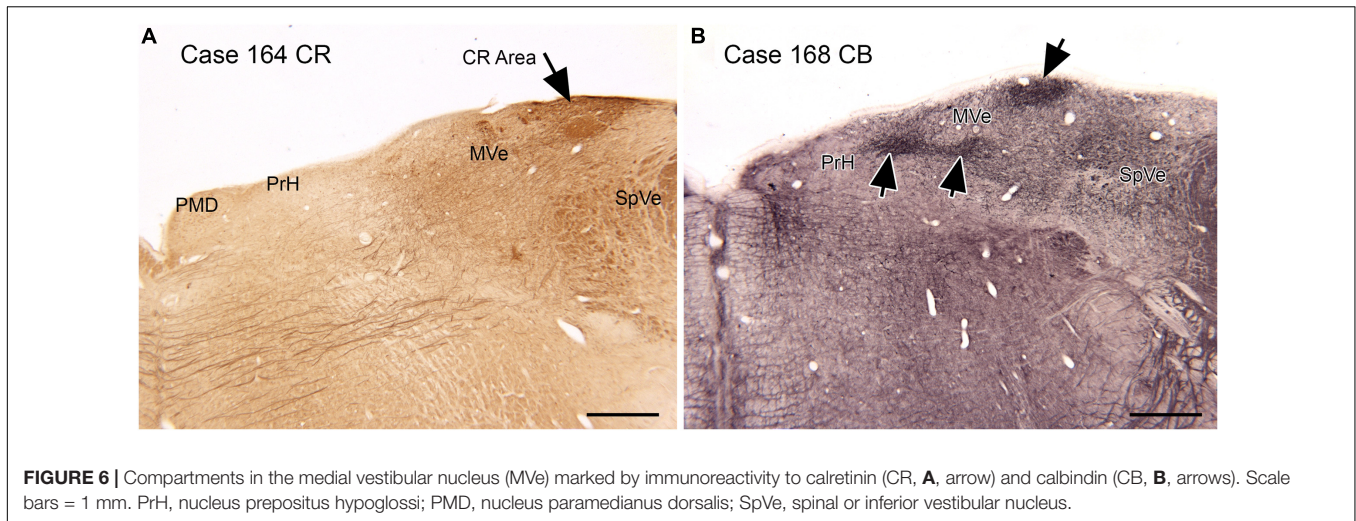 A
Case 164 CR
CR Area
MVe
PrH
PMD
SpVe
B
Case 168 CB
MVe
PrH
SpVe
FIGURE 6 | Compartments in the medial vestibular nucleus (MVe) marked by immunoreactivity to calretinin (CR, A, arrow) and calbindin (CB, B, arrows). Scale
bars = 1 mm. PrH, nucleus prepositus hypoglossi; PMD, nucleus paramedianus dorsalis; SpVe, spinal or inferior vestibular nucleus.